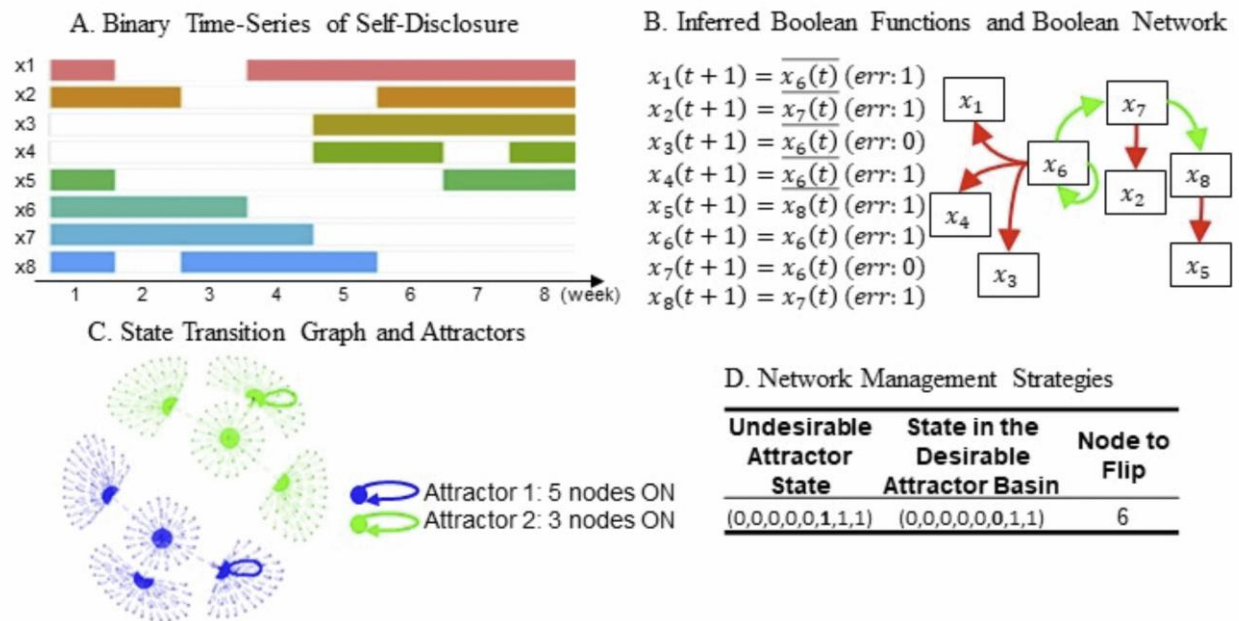 A. Binary Time-Series of Self-Disclosure
x1
x2
x3
x4
x5
x6
x7
x8
1 2 3 4 5 6 7 8 (week)
B. Inferred Boolean Functions and Boolean Network
x₁(t + 1) = x̅₆̅(̅t̅)̅ (err: 1)
x₂(t + 1) = x̅₇̅(̅t̅)̅ (err: 1)
x₃(t + 1) = x̅₆̅(̅t̅)̅ (err: 0)
x₄(t + 1) = x̅₆̅(̅t̅)̅ (err: 1)
x₅(t + 1) = x̅₈̅(̅t̅)̅ (err: 1)
x₆(t + 1) = x₆(t) (err: 1)
x₇(t + 1) = x₆(t) (err: 0)
x₈(t + 1) = x₇(t) (err: 1)
x₁
x₇
x₆
x₈
x₂
x₄
x₃
x₅
C. State Transition Graph and Attractors
Attractor 1: 5 nodes ON
Attractor 2: 3 nodes ON
D. Network Management Strategies
Undesirable Attractor State
State in the Desirable Attractor Basin
Node to Flip
(0,0,0,0,0,1,1,1) (0,0,0,0,0,0,1,1) 6